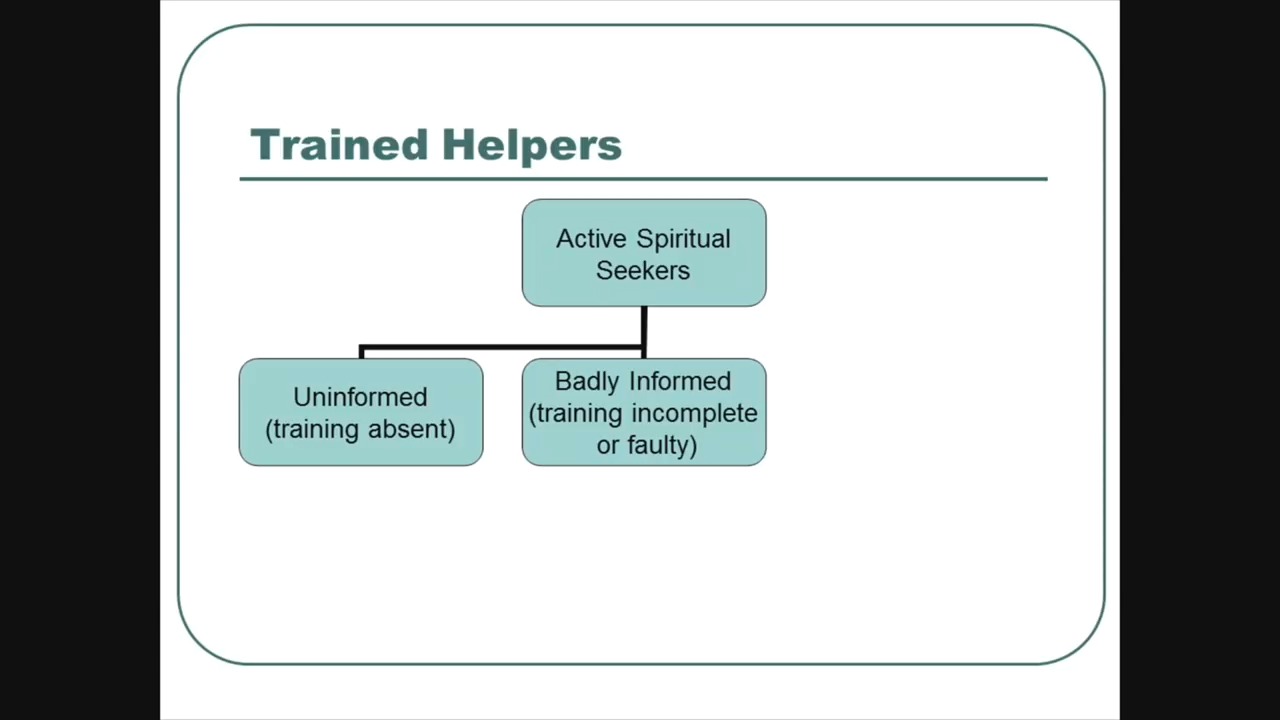 Trained Helpers
Active Spiritual
Seekers
Uninformed
(training absent)
Badly Informed
(training incomplete
or faulty)